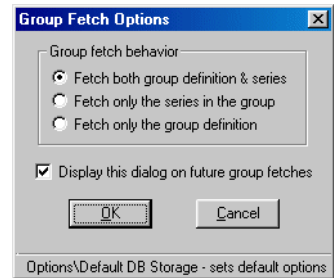 Group Fetch Options
Group fetch behavior
Fetch both group definition & series
Fetch only the series in the group
Fetch only the group definition
Display this dialog on future group fetches
OK
Cancel
Options\Default DB Storage - sets default options